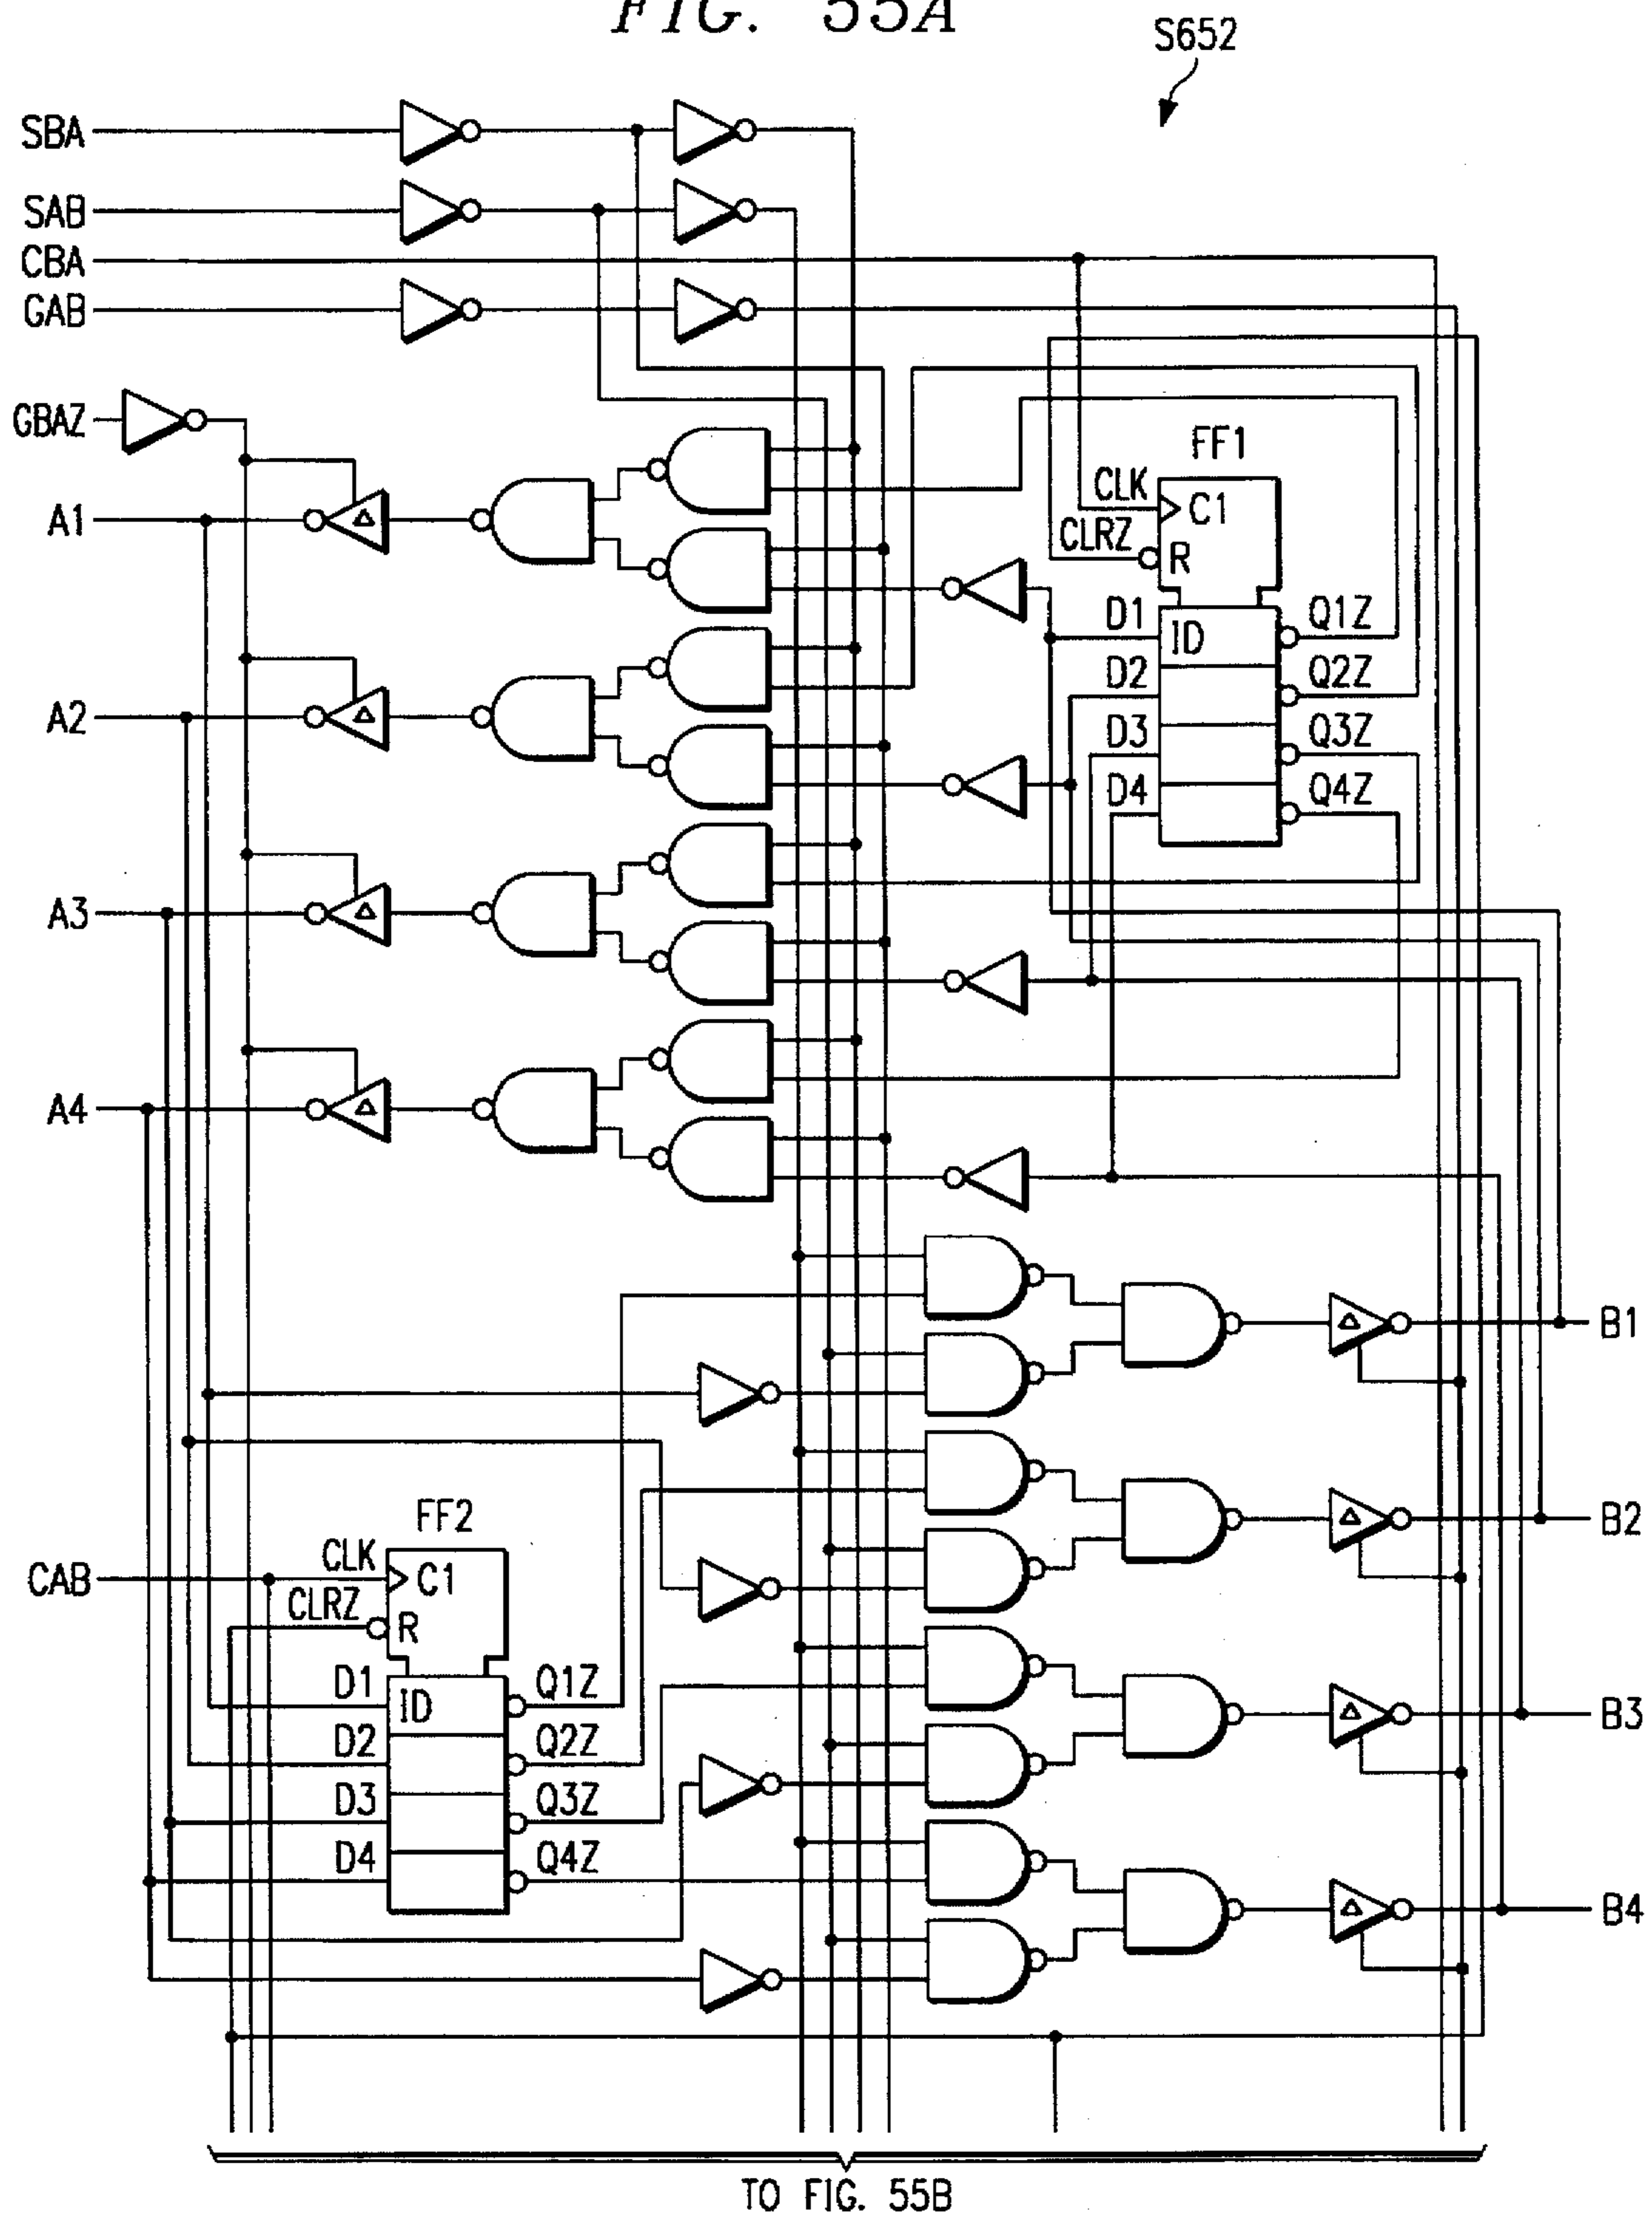 FIG. 55A
S652
SBA
SAB
CBA
GAB
GBAZ
A1
A2
A3
A4
FF1
CLK
C1
CLRZ
R
D1
ID
Q1Z
D2
Q2Z
D3
Q3Z
D4
Q4Z
B1
B2
B3
B4
FF2
CAB
CLK
C1
CLRZ
R
D1
ID
Q1Z
D2
Q2Z
D3
Q3Z
D4
Q4Z
TO FIG. 55B